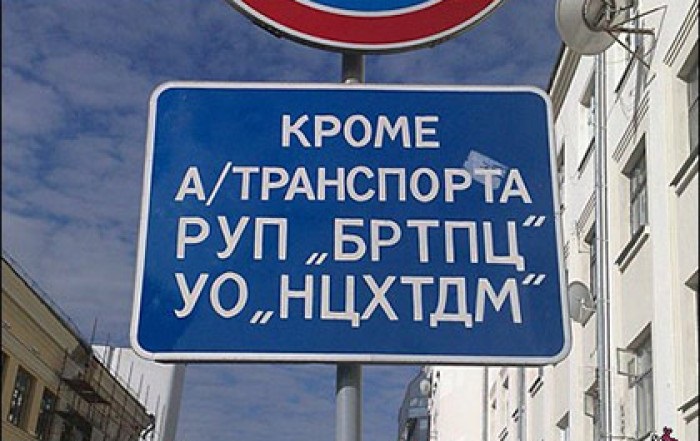 КРОМЕ
А/ТРАНСПОРТА
РУП „БРТПЦ“
УО „НЦХТДМ“